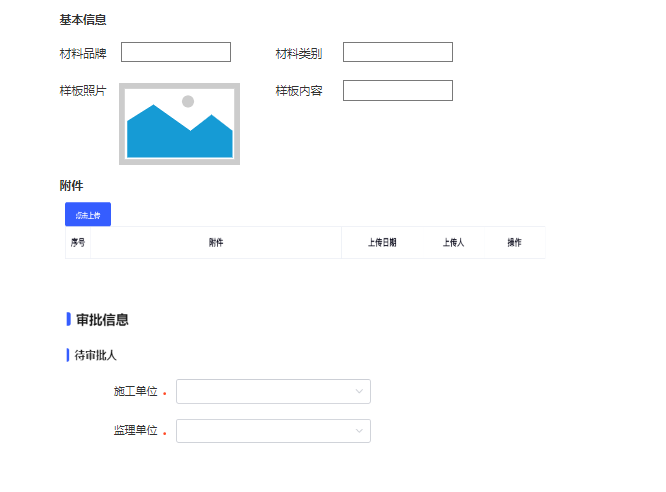 基本信息
材料品牌 材料类别
样板照片 样板内容
附件
点击上传
序号 附件 上传日期 上传人 操作
审批信息
待审批人
施工单位
监理单位